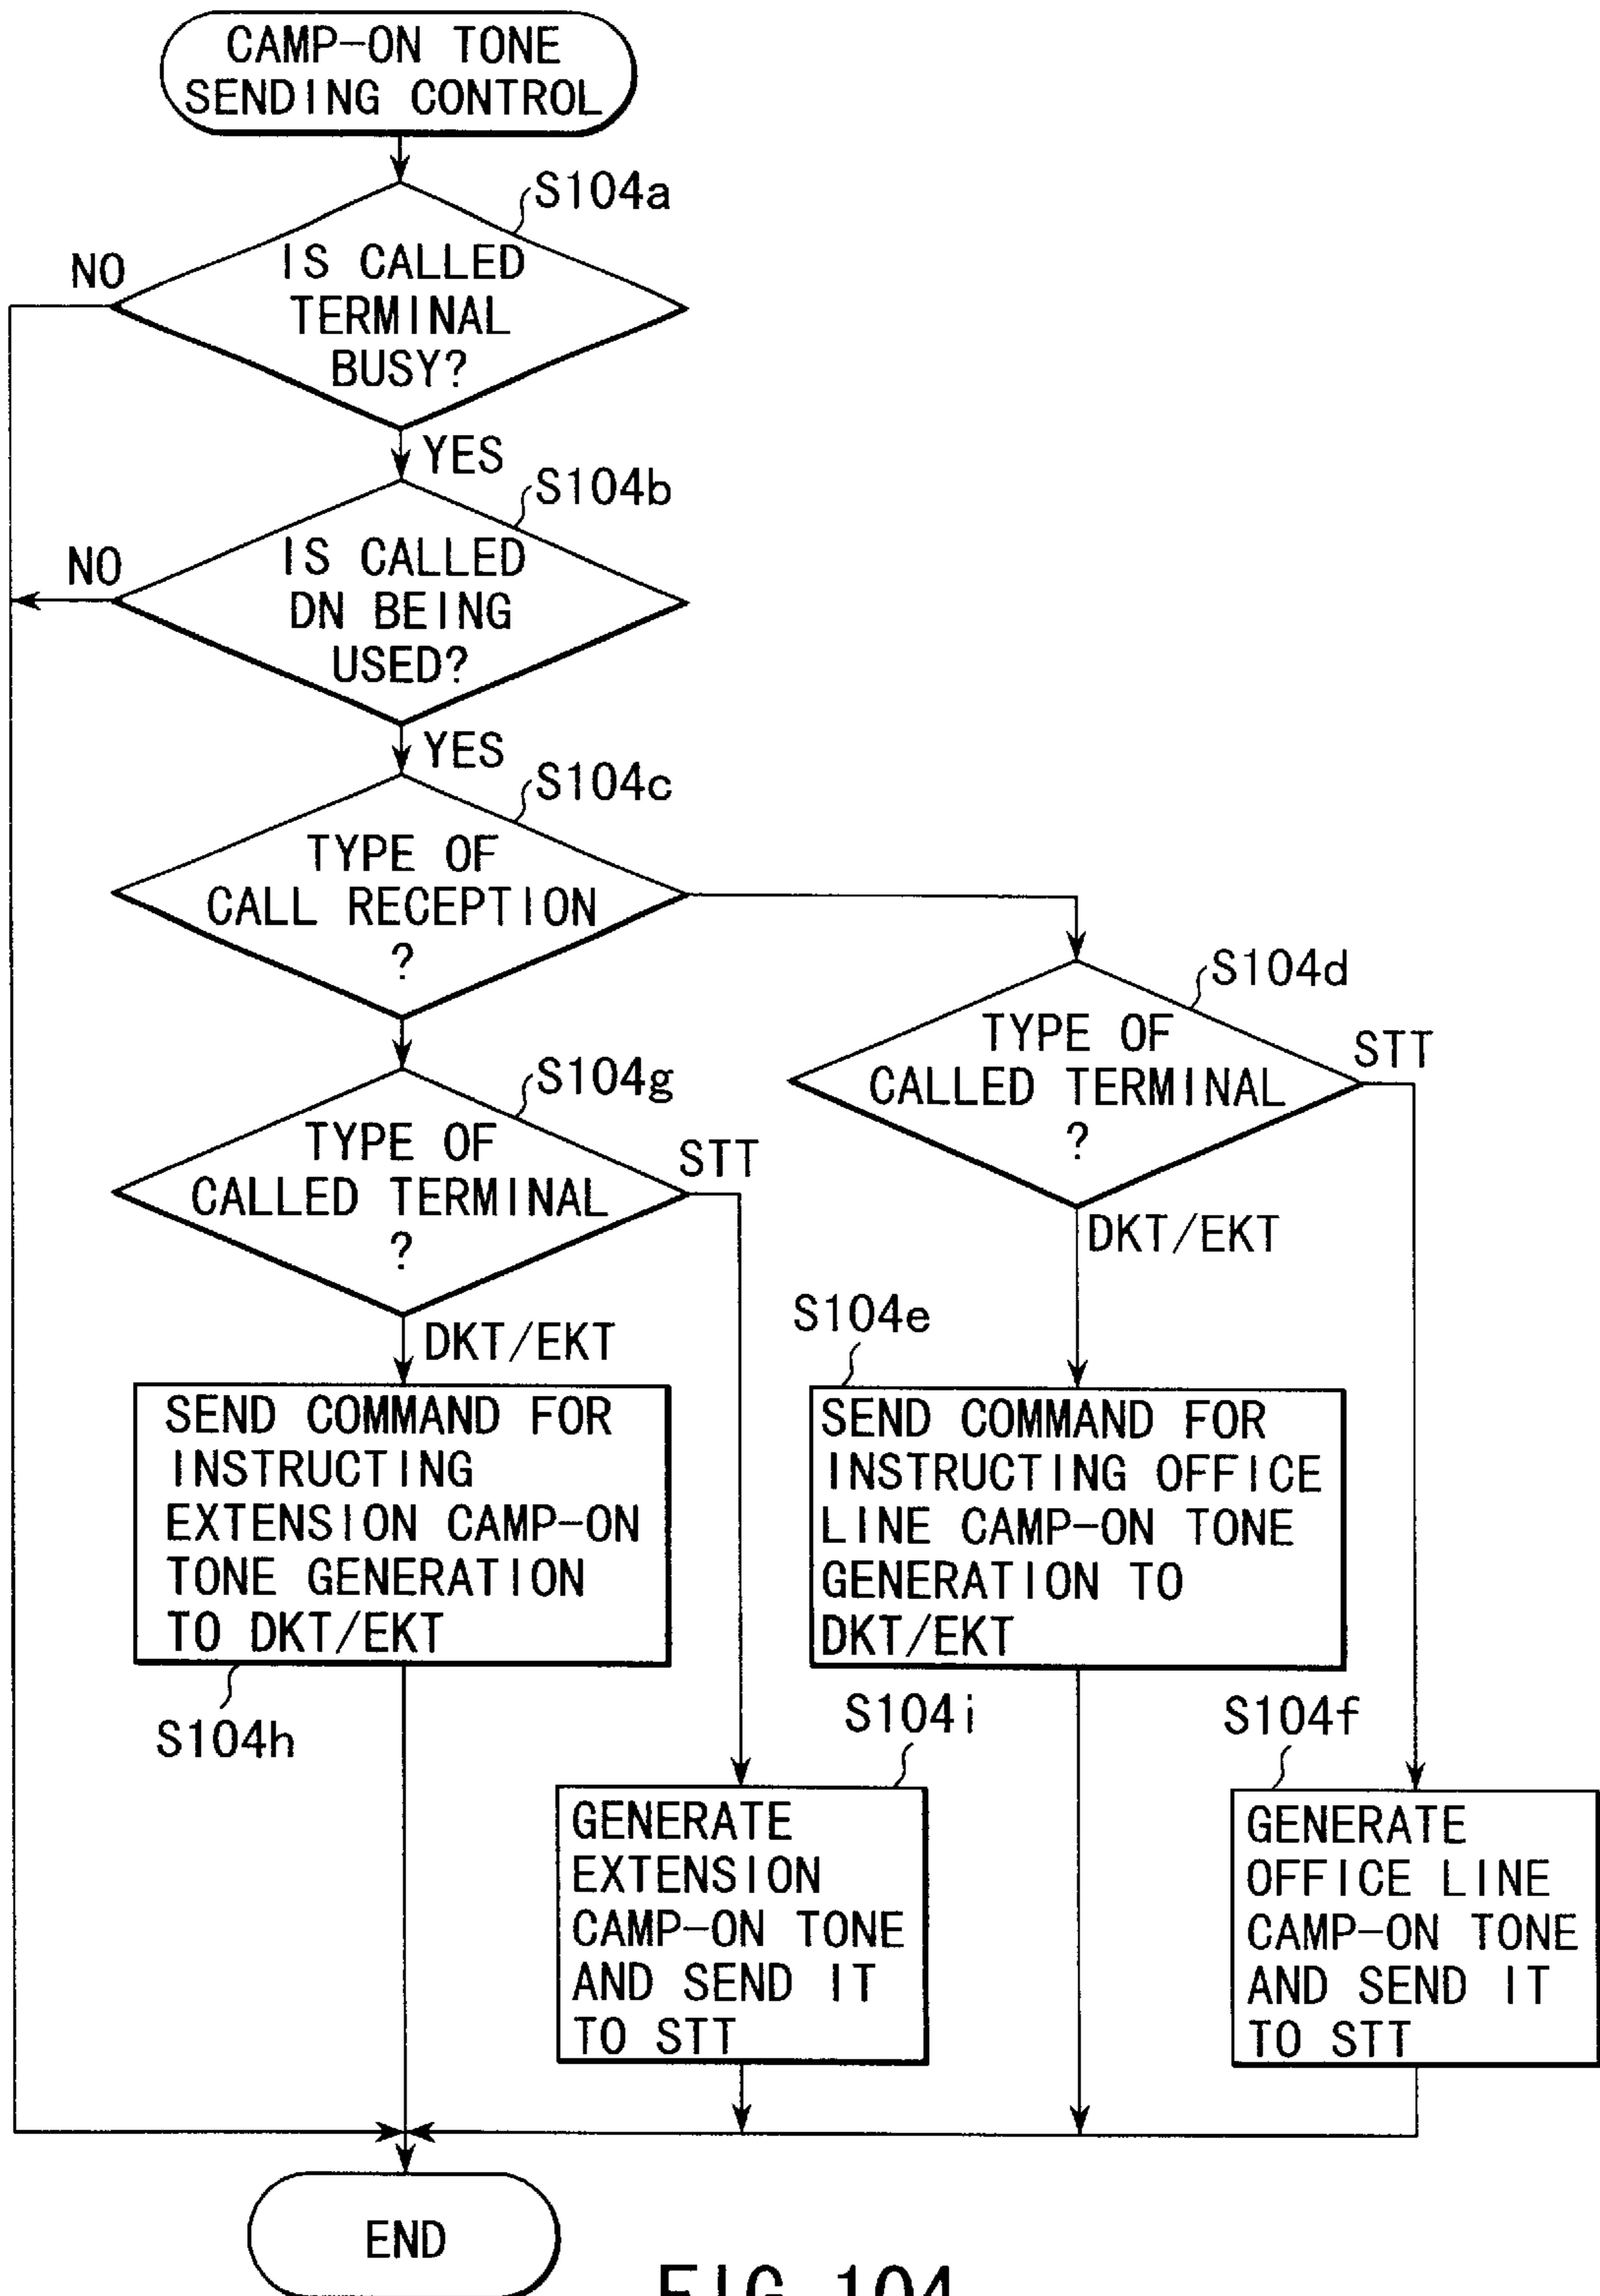 CAMP-ON TONE
SENDING CONTROL
S104a
NO
IS CALLED
TERMINAL
BUSY?
YES
S104b
NO
IS CALLED
DN BEING
USED?
YES
S104c
TYPE OF
CALL RECEPTION
?
S104d
TYPE OF
CALLED TERMINAL
?
STT
S104g
TYPE OF
CALLED TERMINAL
?
STT
DKT/EKT
DKT/EKT
S104e
SEND COMMAND FOR
INSTRUCTING
EXTENSION CAMP-ON
TONE GENERATION
TO DKT/EKT
SEND COMMAND FOR
INSTRUCTING OFFICE
LINE CAMP-ON TONE
GENERATION TO
DKT/EKT
S104h
S104i
S104f
GENERATE
EXTENSION
CAMP-ON TONE
AND SEND IT
TO STT
GENERATE
OFFICE LINE
CAMP-ON TONE
AND SEND IT
TO STT
END
FIG. 104